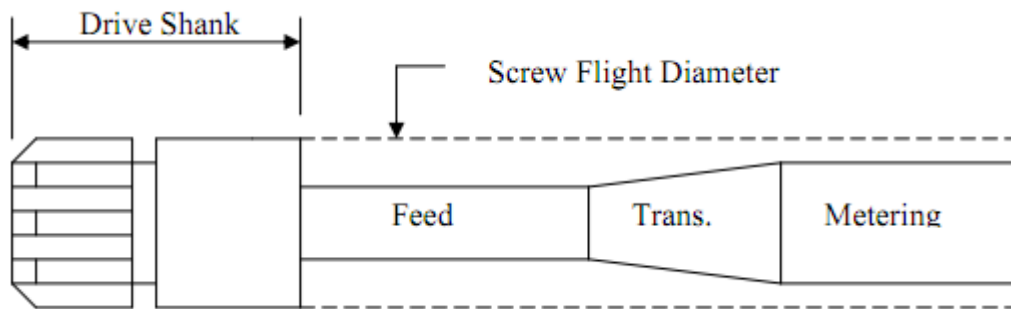 Drive Shank
Screw Flight Diameter
Feed
Trans.
Metering